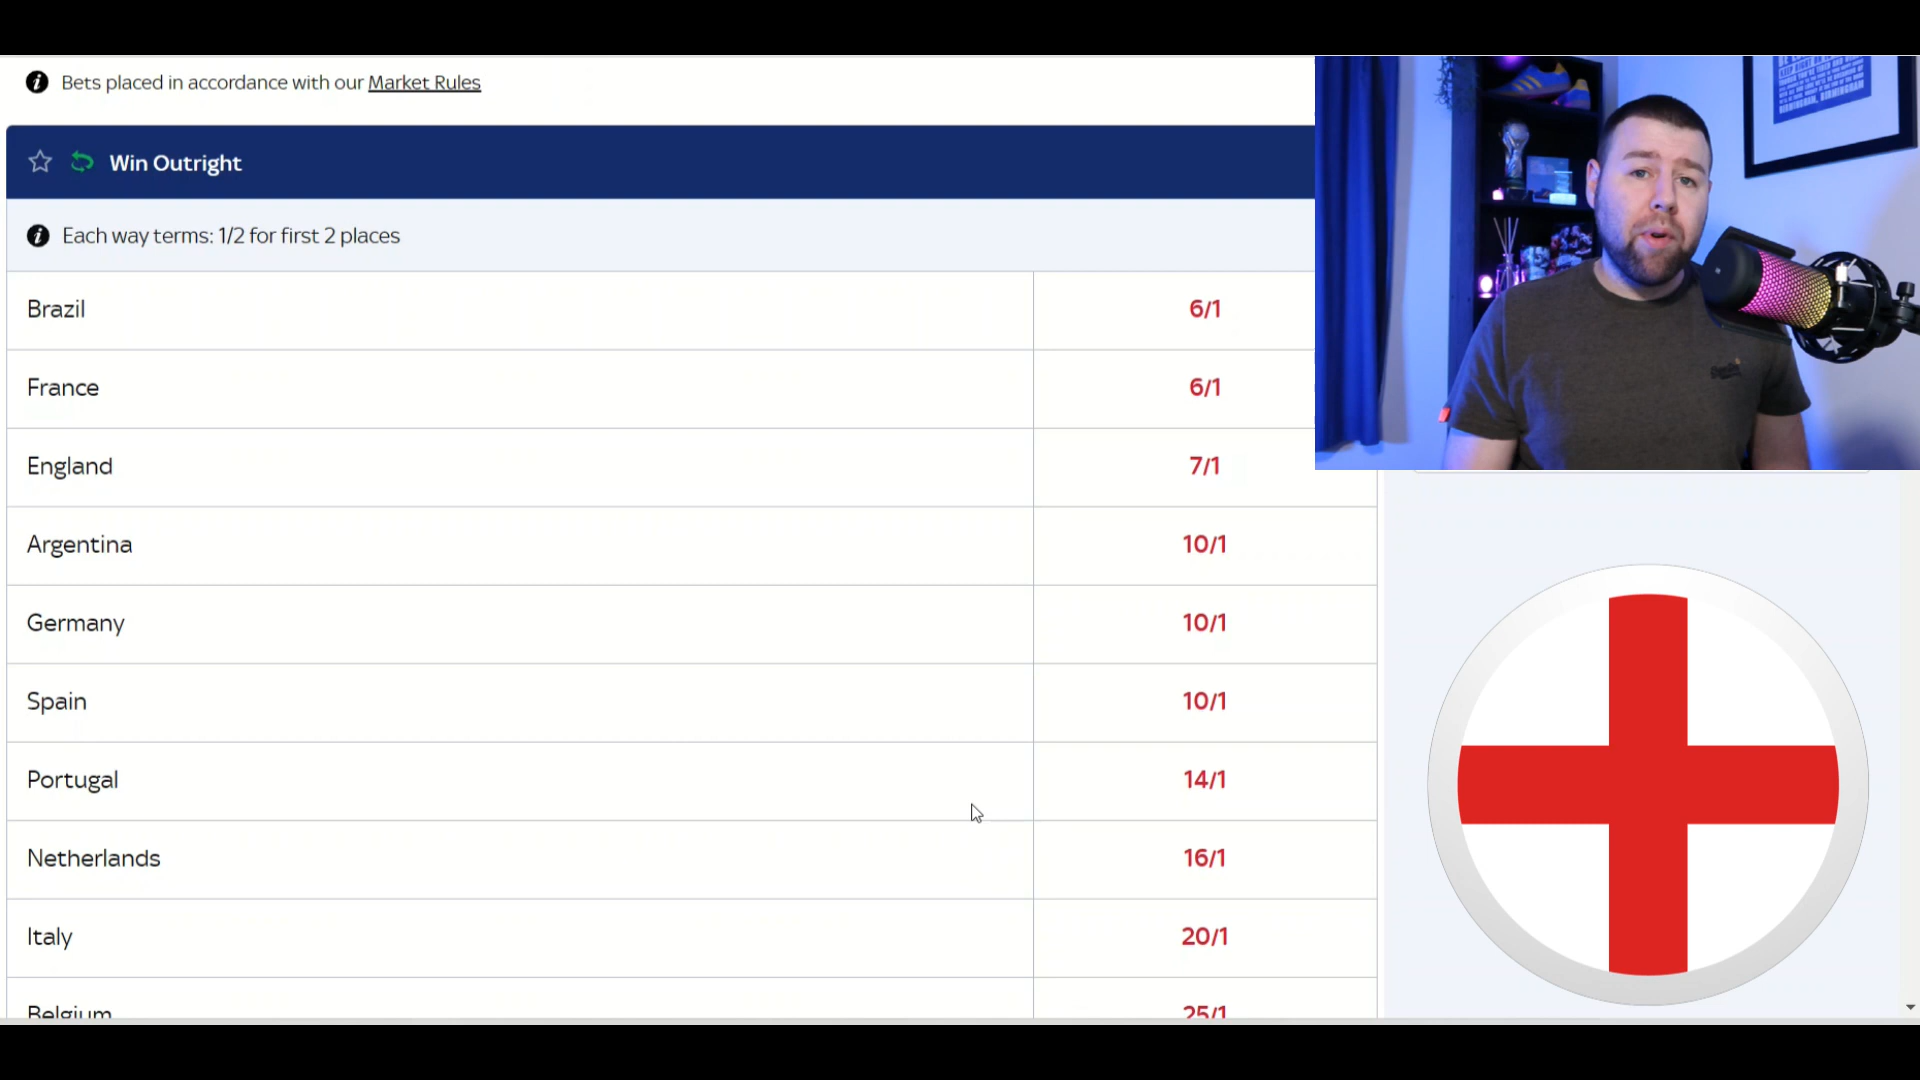 Bets placed in accordance with our Market Rules
Win Outright
Each way terms: 1/2 for first 2 places
Brazil 6/1
France 6/1
England 7/1
Argentina 10/1
Germany 10/1
Spain 10/1
Portugal 14/1
Netherlands 16/1
Italy 20/1
Belgium 25/1
BIRMINGHAM, BIRMINGHAM